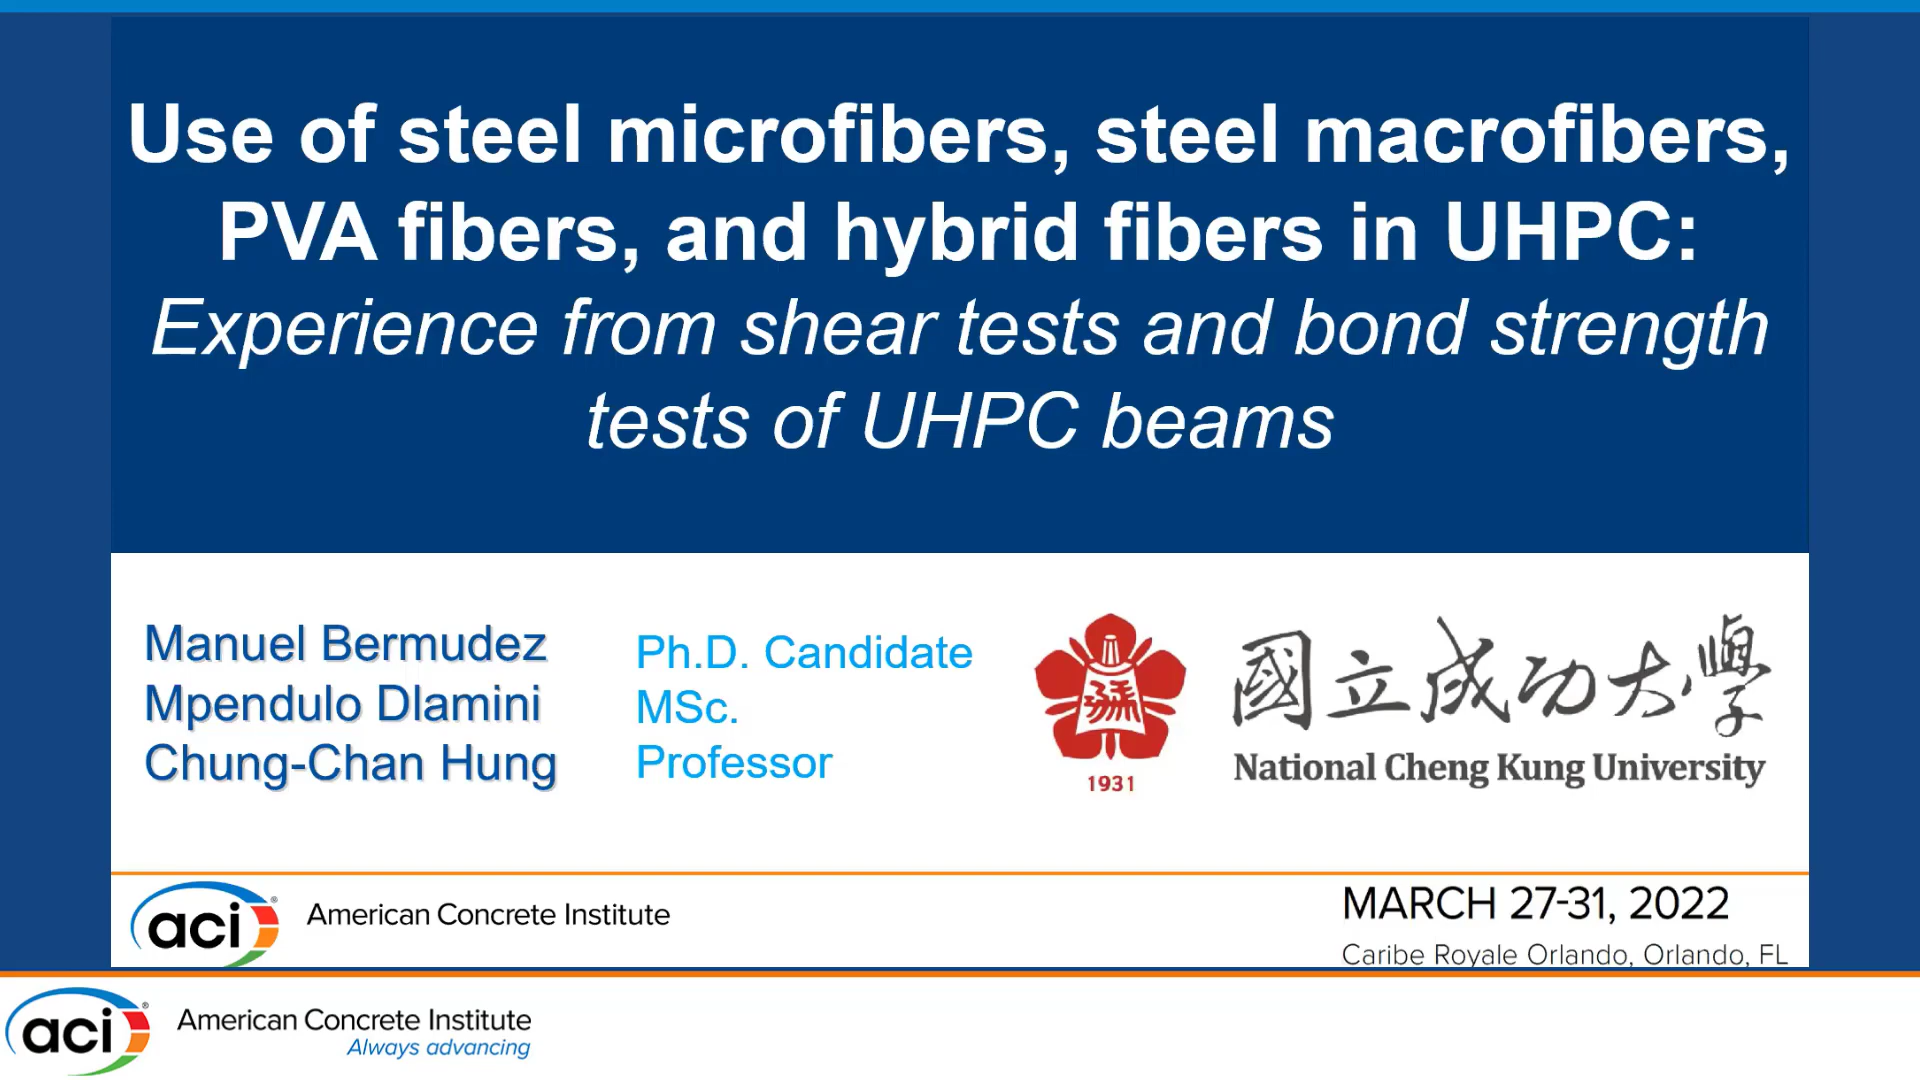 Use of steel microfibers, steel macrofibers,
PVA fibers, and hybrid fibers in UHPC:
Experience from shear tests and bond strength
tests of UHPC beams
Manuel Bermudez
Mpendulo Dlamini
Chung-Chan Hung
Ph.D. Candidate
MSc.
Professor
1931
國立成功大學
National Cheng Kung University
aci® American Concrete Institute
MARCH 27-31, 2022
Caribe Royale Orlando, Orlando, FL
aci® American Concrete Institute
Always advancing